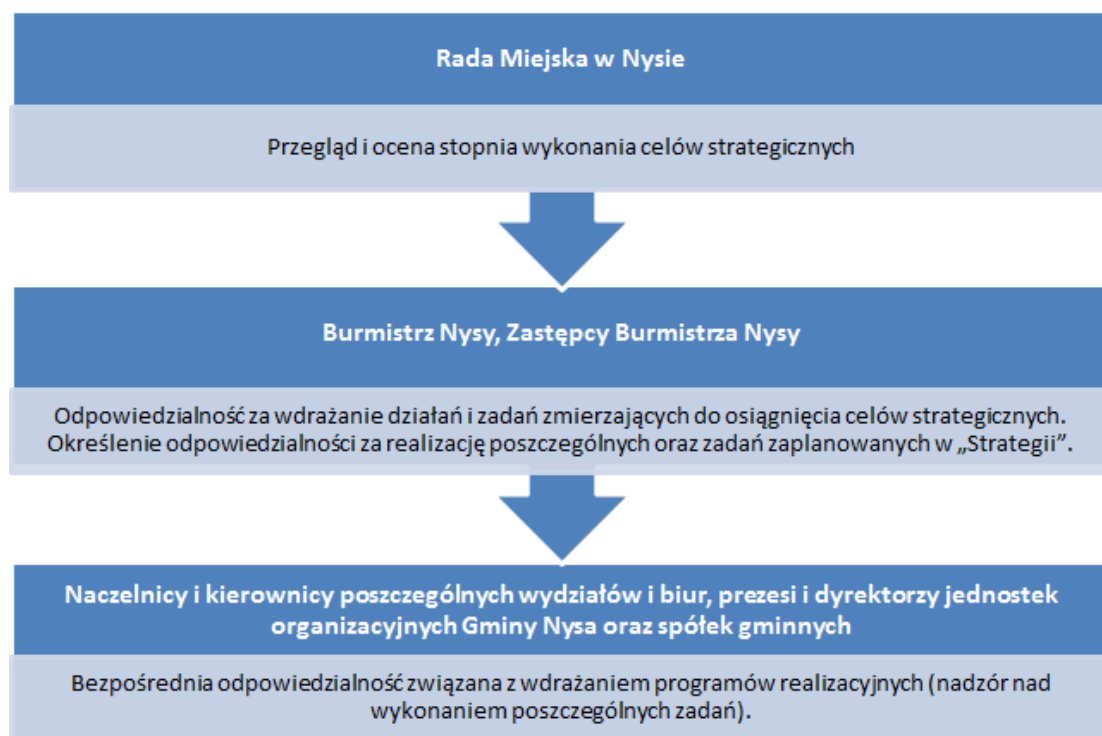 Rada Miejska w Nysie
Przegląd i ocena stopnia wykonania celów strategicznych
Burmistrz Nysy, Zastępcy Burmistrza Nysy
Odpowiedzialność za wdrażanie działań i zadań zmierzających do osiągnięcia celów strategicznych.
Określenie odpowiedzialności za realizację poszczególnych oraz zadań zaplanowanych w „Strategii”.
Naczelnicy i kierownicy poszczególnych wydziałów i biur, prezesi i dyrektorzy jednostek
organizacyjnych Gminy Nysa oraz spółek gminnych
Bezpośrednia odpowiedzialność związana z wdrażaniem programów realizacyjnych (nadzór nad
wykonaniem poszczególnych zadań).